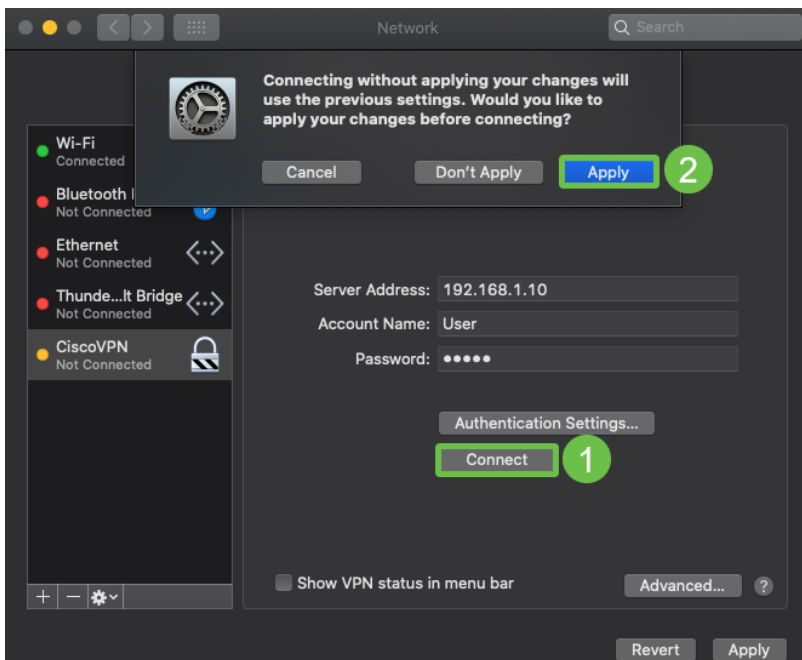 Network
Search
Connecting without applying your changes will
use the previous settings. Would you like to
apply your changes before connecting?
Cancel
Don't Apply
Apply
2
Wi-Fi
Connected
Bluetooth
Not Connected
Ethernet
Not Connected
Thunde...lt Bridge
Not Connected
CiscoVPN
Not Connected
Server Address: 192.168.1.10
Account Name: User
Password: •••••
Authentication Settings...
Connect
1
Show VPN status in menu bar
Advanced... ?
Revert
Apply